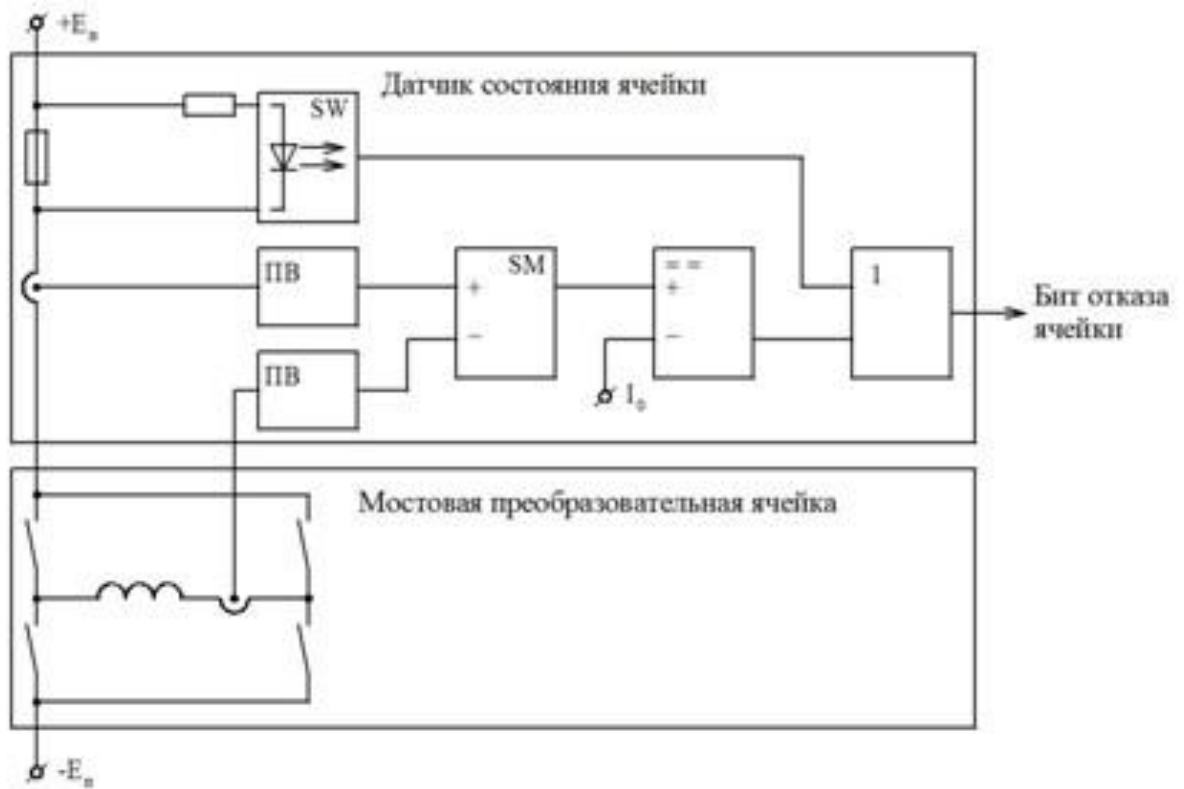 +Eп
Датчик состояния ячейки
SW
ПВ
SM
+
−
= =
+
−
1
Бит отказа
ячейки
ПВ
I0
Мостовая преобразовательная ячейка
-Eп